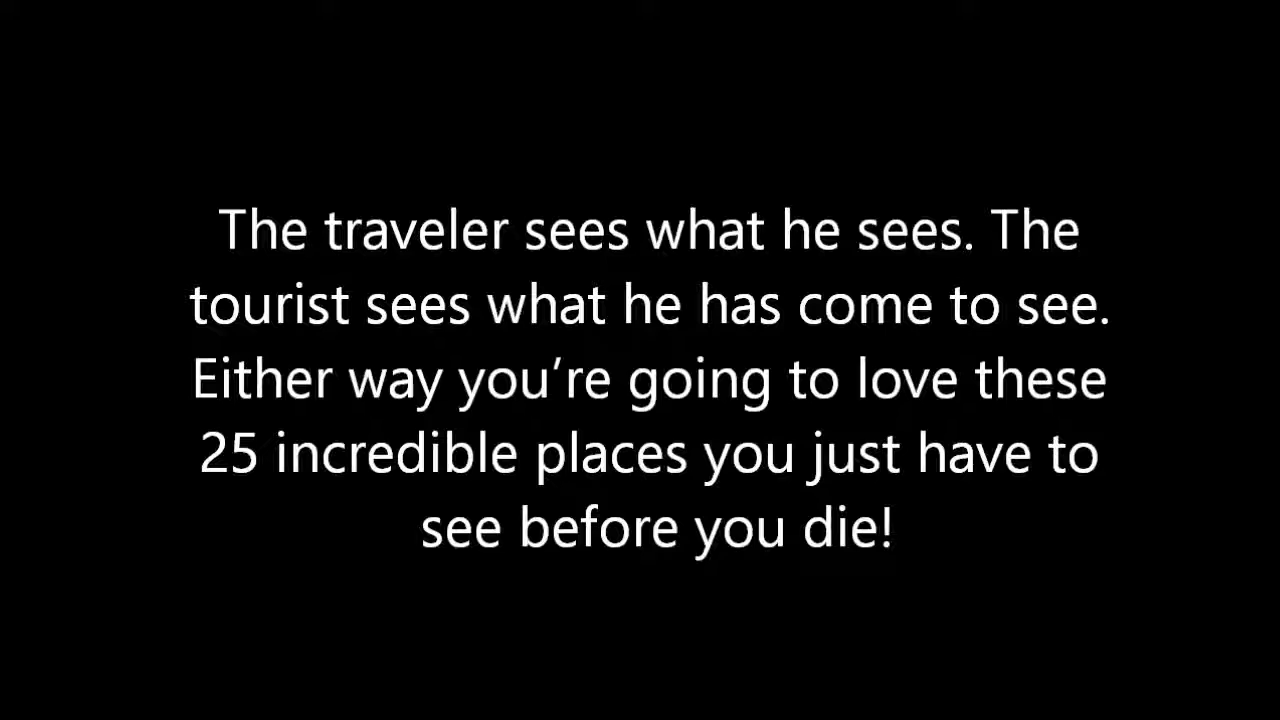 The traveler sees what he sees. The
tourist sees what he has come to see.
Either way you’re going to love these
25 incredible places you just have to
see before you die!